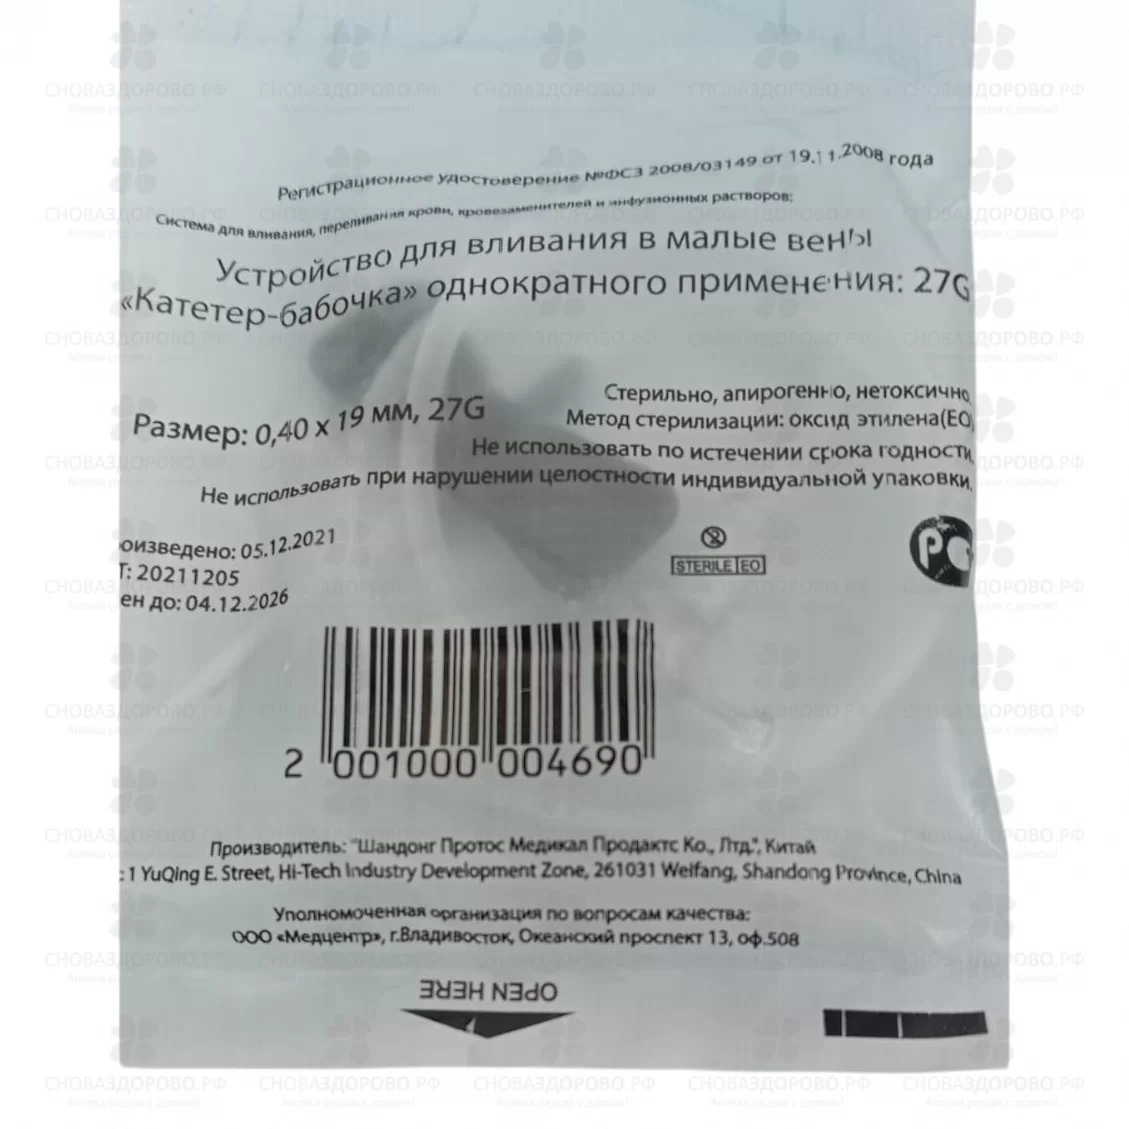 Регистрационное удостоверение №ФСЗ 2008/03149 от 19.11.2008 года
Система для вливания, переливания крови, кровезаменителей и инфузионных растворов:
Устройство для вливания в малые вены
«Катетер-бабочка» однократного применения: 27G
Размер: 0,40 x 19 мм, 27G
Стерильно, апирогенно, нетоксично
Метод стерилизации: оксид этилена(EO
Не использовать по истечении срока годности
Не использовать при нарушении целостности индивидуальной упаковки.
оизведено: 05.12.2021
Т: 20211205
ен до: 04.12.2026
2
STERILE EO
РС
2 001000 004690
Производитель: "Шандонг Протос Медикал Продактс Ко., Лтд.", Китай
: 1 YuQing E. Street, Hi-Tech Industry Development Zone, 261031 Weifang, Shandong Province, China
Уполномоченная организация по вопросам качества:
ООО «Медцентр», г.Владивосток, Океанский проспект 13, оф.508
OPEN HERE
СНОВАЗДОРОВО.РФ
Аптека рядом с домом!